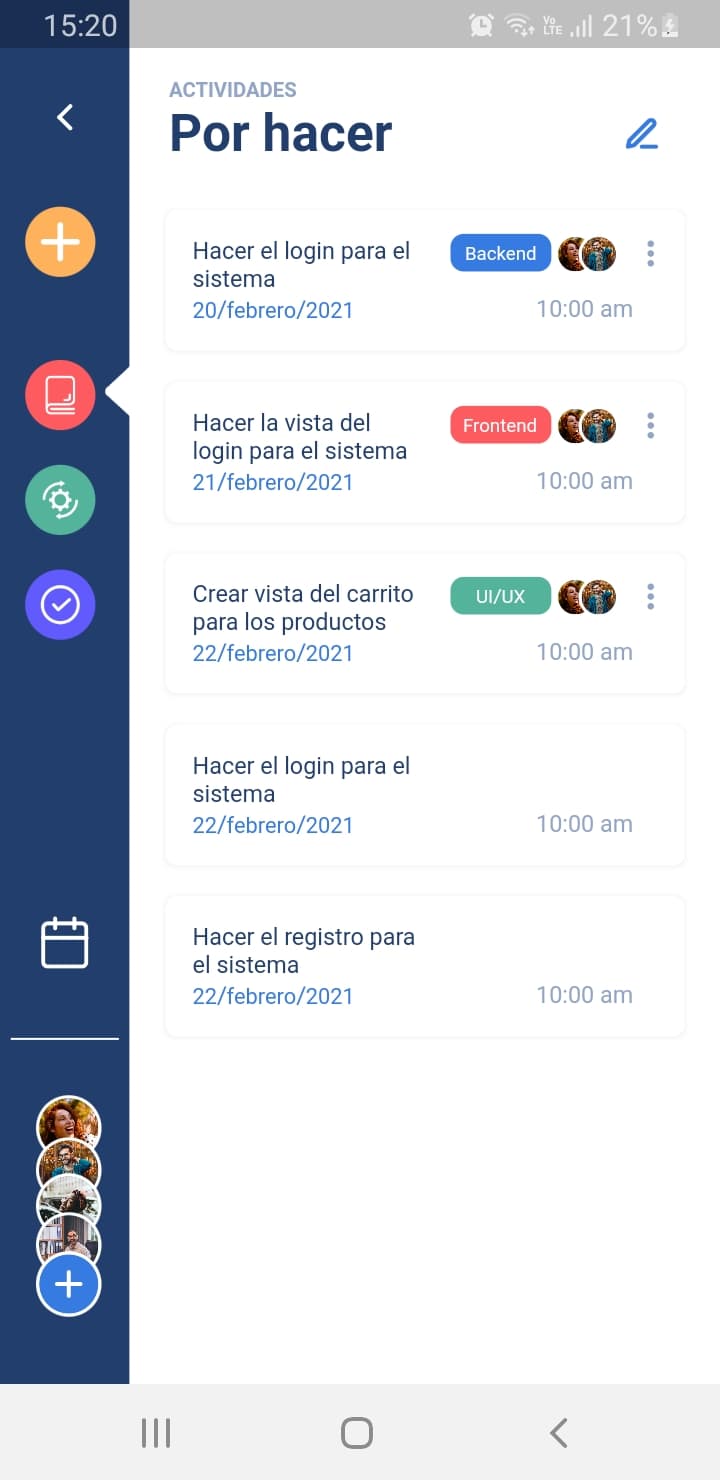 15:20
Vo LTE 21%
ACTIVIDADES
Por hacer
Hacer el login para el
sistema
20/febrero/2021
Backend
10:00 am
Hacer la vista del
login para el sistema
21/febrero/2021
Frontend
10:00 am
Crear vista del carrito
para los productos
22/febrero/2021
UI/UX
10:00 am
Hacer el login para el
sistema
22/febrero/2021
10:00 am
Hacer el registro para
el sistema
22/febrero/2021
10:00 am